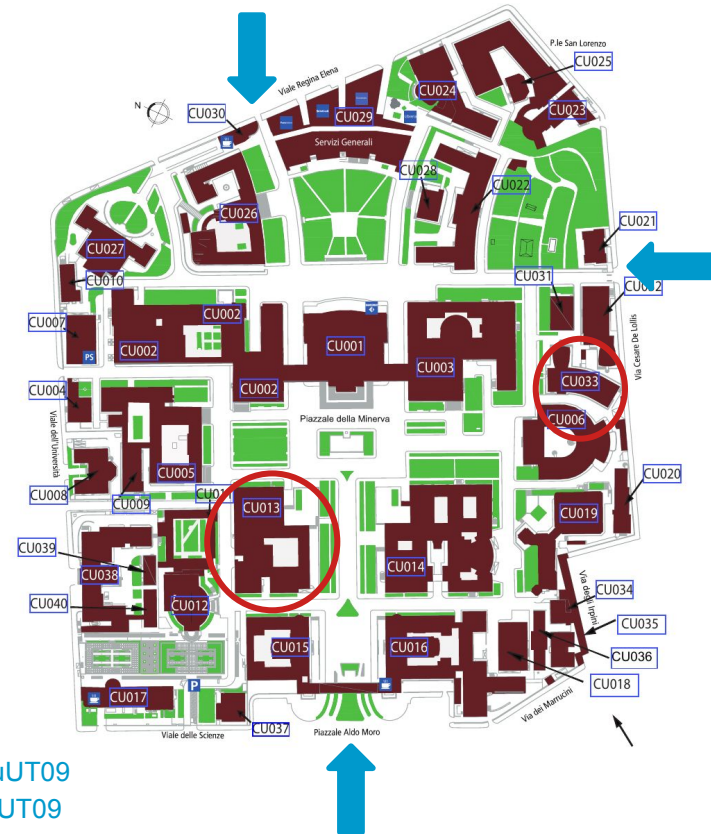 P.le San Lorenzo
CU025
Viale Regina Elena
CU024
CU023
CU030
CU029
Servizi Generali
CU028
CU022
CU026
CU021
CU027
CU010
CU031
CU002
CU007
CU001
CU002
CU003
PS
CU002
CU033
Via Cesare De Lollis
CU004
Piazzale della Minerva
CU006
Viale dell'Università
CU005
CU008
CU009
CU013
CU020
CU019
CU039
CU038
CU014
CU040
CU012
CU034
Via degli Irpini
CU035
CU015
CU016
CU036
CU018
P
CU017
CU037
Via dei Marrucini
Viale delle Scienze
Piazzale Aldo Moro
N
uUT09
UT09